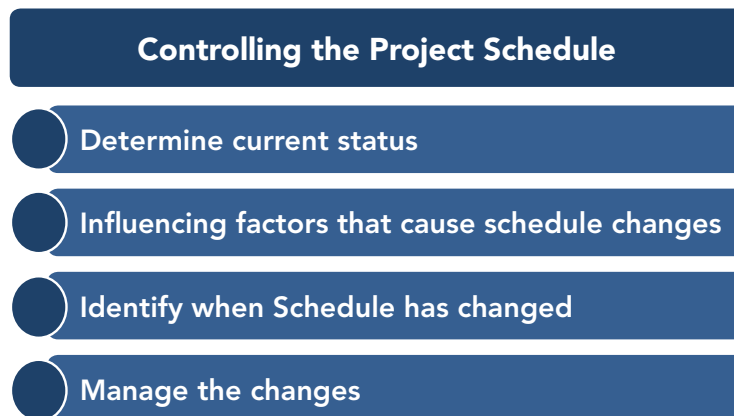 Controlling the Project Schedule
Determine current status
Influencing factors that cause schedule changes
Identify when Schedule has changed
Manage the changes